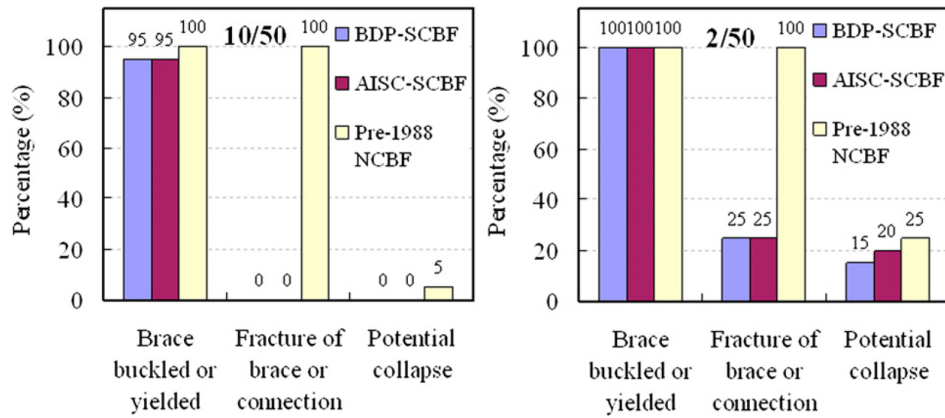 100 10/50 100
95 95
BDP-SCBF
AISC-SCBF
Pre-1988
NCBF
Percentage (%)
100
80
60
40
20
0
0 0
0 0 5
Brace
buckled or
yielded
Fracture of
brace or
connection
Potential
collapse
100 100 100 2/50 100
BDP-SCBF
AISC-SCBF
Pre-1988
NCBF
Percentage (%)
100
80
60
40
20
0
25 25
15 20 25
Brace
buckled or
yielded
Fracture of
brace or
connection
Potential
collapse